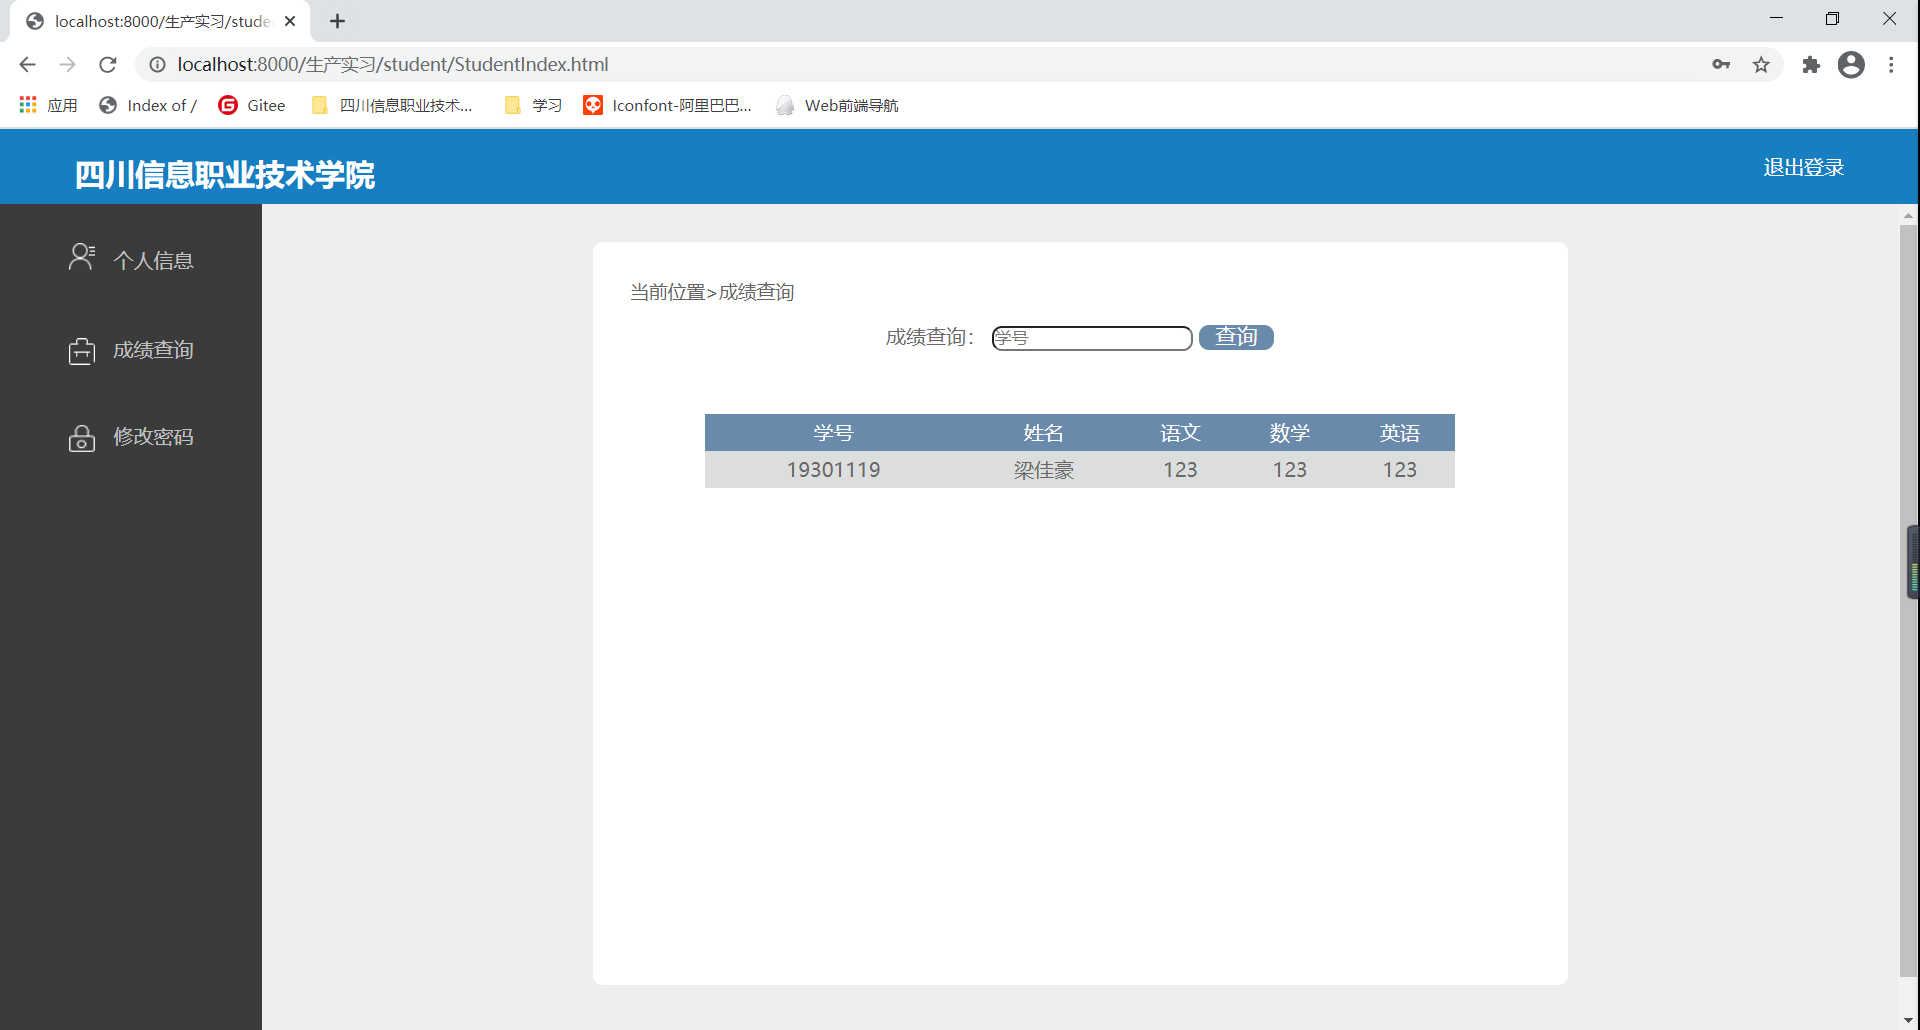 localhost:8000/生产实习/stude
localhost:8000/生产实习/student/StudentIndex.html
应用 Index of / Gitee 四川信息职业技术... 学习 Iconfont-阿里巴巴... Web前端导航
四川信息职业技术学院 退出登录
个人信息
成绩查询
修改密码
当前位置>成绩查询
成绩查询： 学号 查询
学号 姓名 语文 数学 英语
19301119 梁佳豪 123 123 123